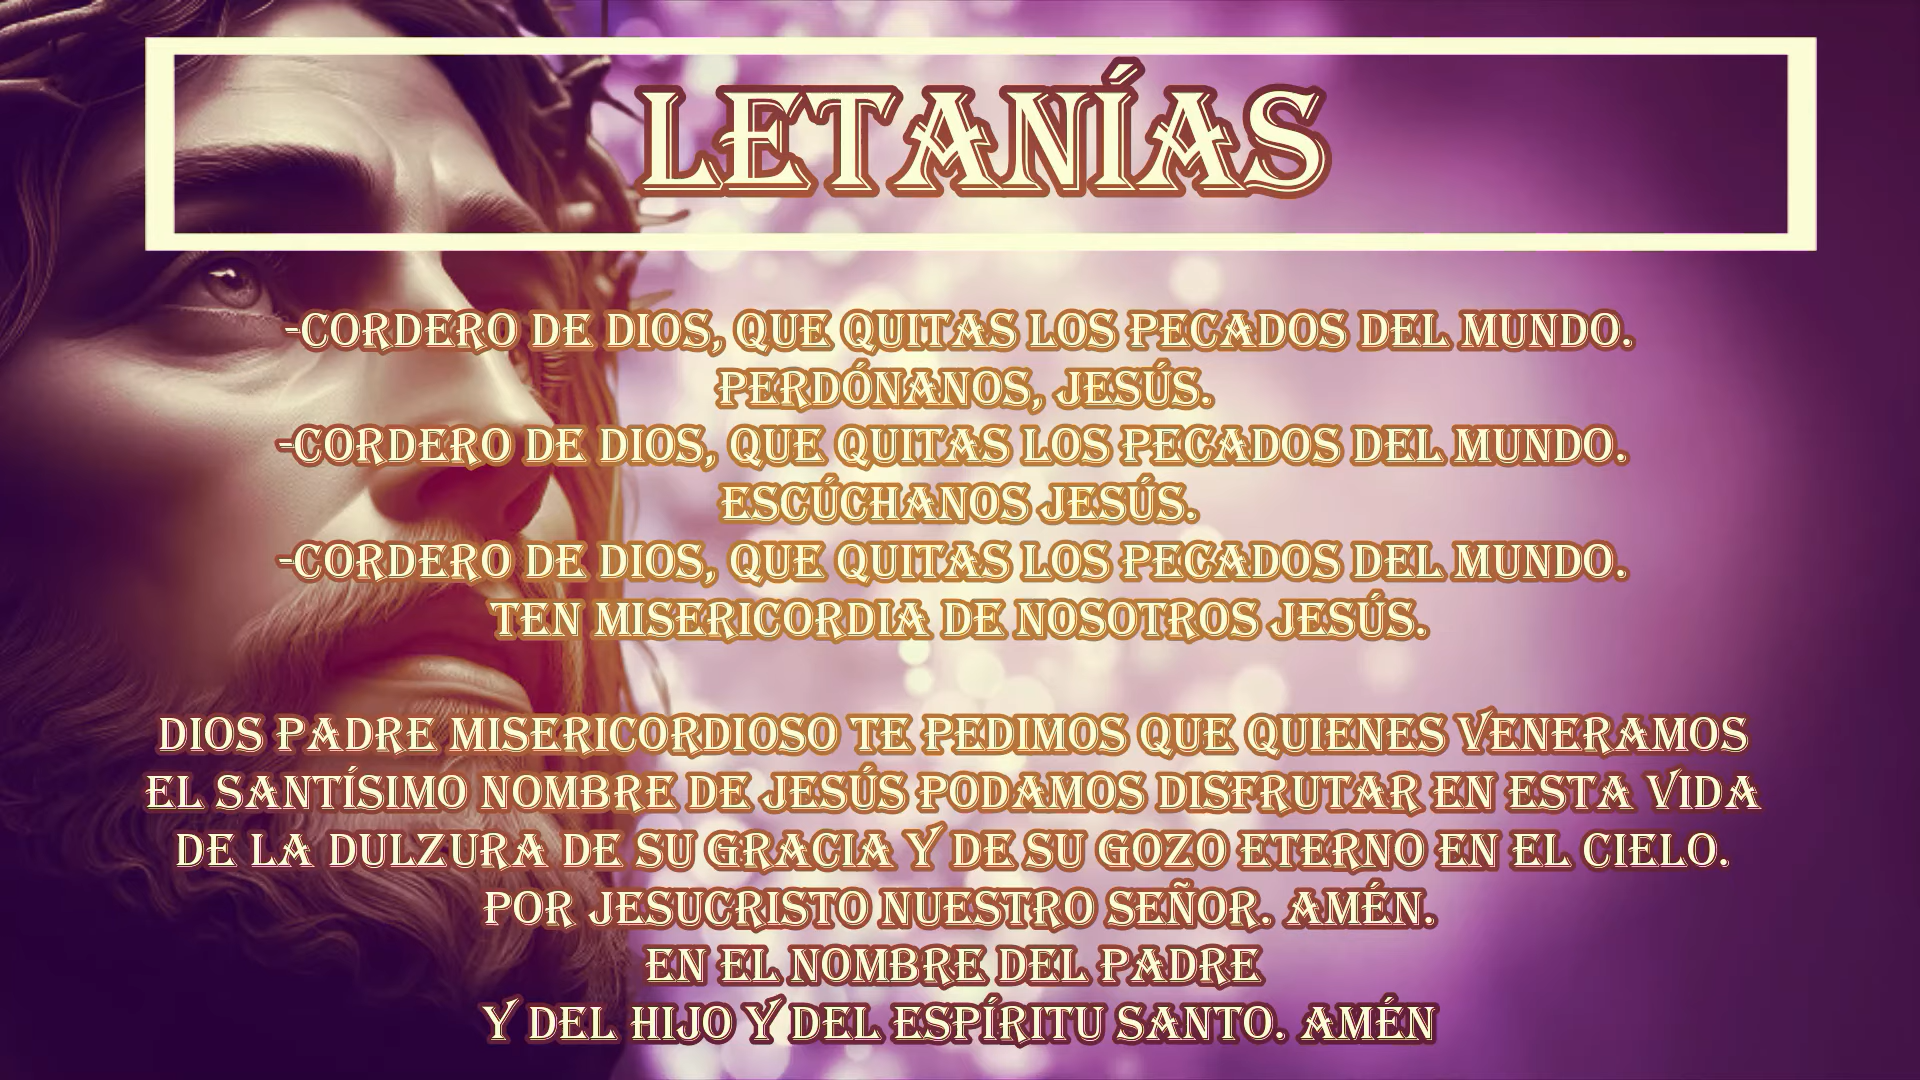 LETANÍAS
-CORDERO DE DIOS, QUE QUITAS LOS PECADOS DEL MUNDO.
PERDÓNANOS, JESÚS.
-CORDERO DE DIOS, QUE QUITAS LOS PECADOS DEL MUNDO.
ESCÚCHANOS JESÚS.
-CORDERO DE DIOS, QUE QUITAS LOS PECADOS DEL MUNDO.
TEN MISERICORDIA DE NOSOTROS JESÚS.
DIOS PADRE MISERICORDIOSO TE PEDIMOS QUE QUIENES VENERAMOS
EL SANTÍSIMO NOMBRE DE JESÚS PODAMOS DISFRUTAR EN ESTA VIDA
DE LA DULZURA DE SU GRACIA Y DE SU GOZO ETERNO EN EL CIELO.
POR JESUCRISTO NUESTRO SEÑOR. AMÉN.
EN EL NOMBRE DEL PADRE
Y DEL HIJO Y DEL ESPÍRITU SANTO. AMÉN